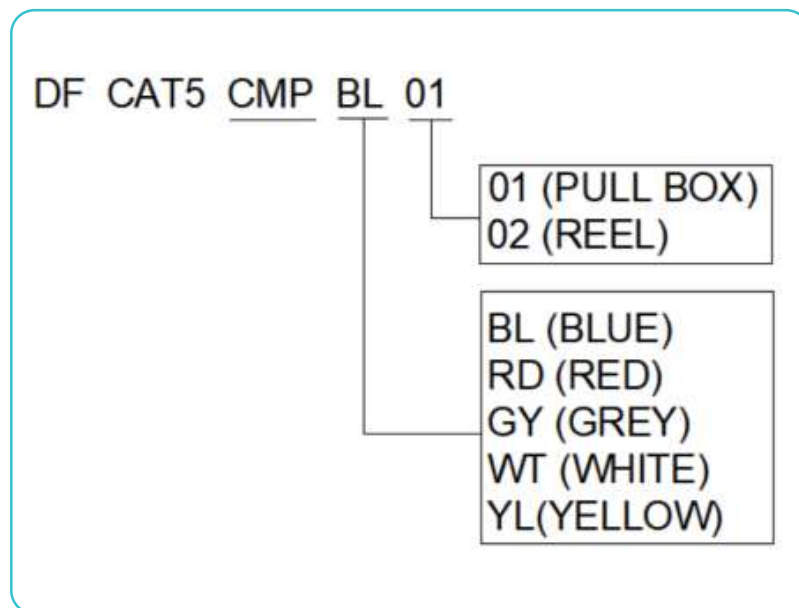 DF CAT5 CMP BL 01
01 (PULL BOX)
02 (REEL)
BL (BLUE)
RD (RED)
GY (GREY)
WT (WHITE)
YL(YELLOW)